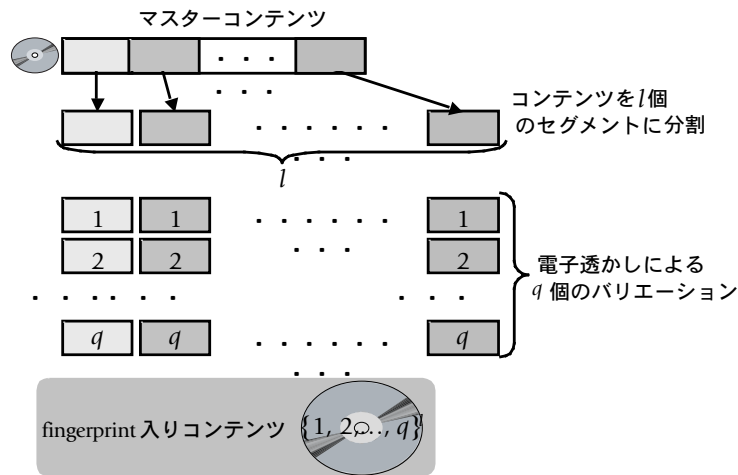 マスターコンテンツ
. . .
. . .
コンテンツをl個
のセグメントに分割
. . . . . .
. . .
l
1 1 . . . . . . 1
. . .
2 2 2
電子透かしによる
q 個のバリエーション
. . . . . . . . .
q q . . . . . . q
. . .
fingerprint 入りコンテンツ {1, 2, . . , q}l